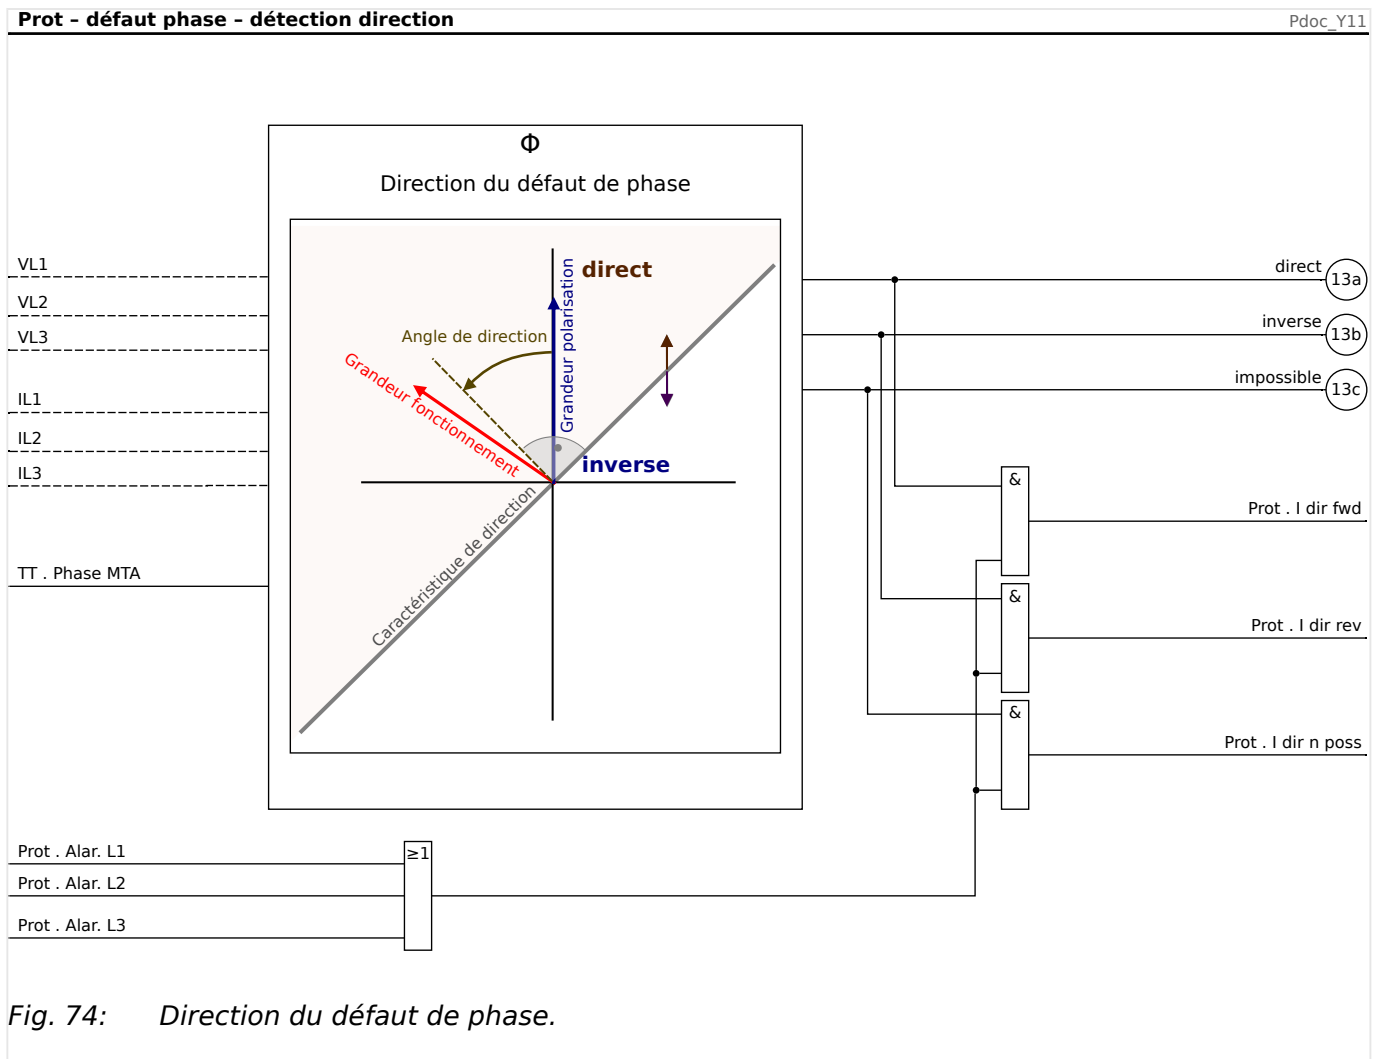 Prot – défaut phase – détection direction
Pdoc_Y11
Φ
Direction du défaut de phase
VL1
VL2
VL3
IL1
IL2
IL3
TT . Phase MTA
direct
Grandeur polarisation
Angle de direction
Grandeur fonctionnement
inverse
Caractéristique de direction
direct
13a
inverse
13b
impossible
13c
&
Prot . I dir fwd
&
Prot . I dir rev
&
Prot . I dir n poss
Prot . Alar. L1
≥1
Prot . Alar. L2
Prot . Alar. L3
Fig. 74: Direction du défaut de phase.